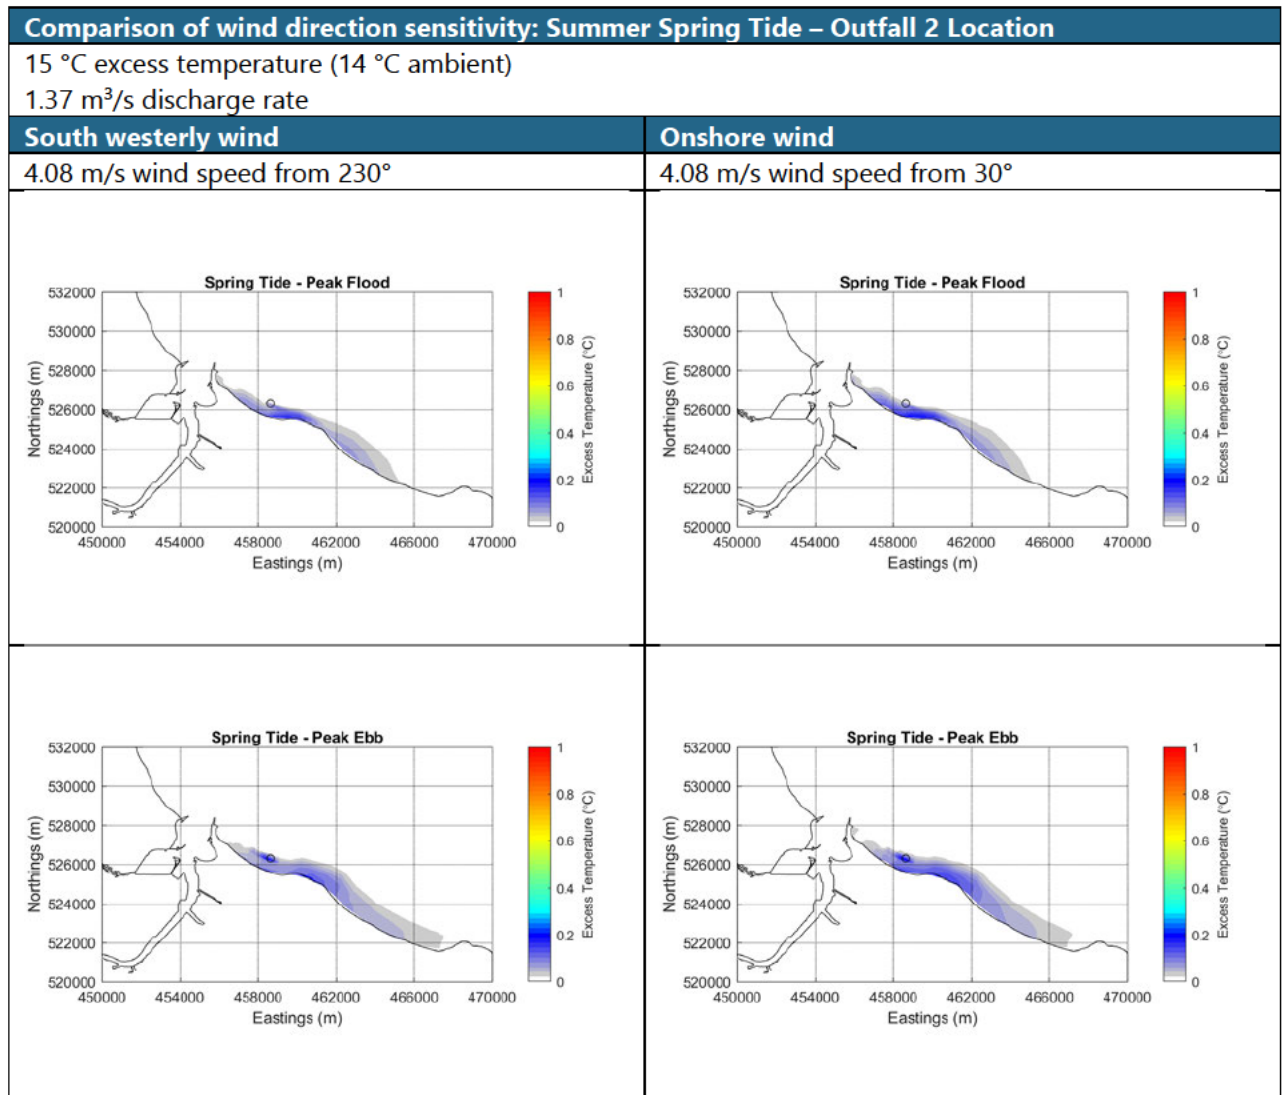 Comparison of wind direction sensitivity: Summer Spring Tide – Outfall 2 Location
15 °C excess temperature (14 °C ambient)
1.37 m³/s discharge rate
South westerly wind
Onshore wind
4.08 m/s wind speed from 230°
4.08 m/s wind speed from 30°
Spring Tide - Peak Flood
532000
530000
528000
526000
524000
522000
520000
450000 454000 458000 462000 466000 470000
Northings (m)
Eastings (m)
1
0.8
0.6
0.4
0.2
0
Excess Temperature (°C)
Spring Tide - Peak Flood
532000
530000
528000
526000
524000
522000
520000
450000 454000 458000 462000 466000 470000
Northings (m)
Eastings (m)
1
0.8
0.6
0.4
0.2
0
Excess Temperature (°C)
Spring Tide - Peak Ebb
532000
530000
528000
526000
524000
522000
520000
450000 454000 458000 462000 466000 470000
Northings (m)
Eastings (m)
1
0.8
0.6
0.4
0.2
0
Excess Temperature (°C)
Spring Tide - Peak Ebb
532000
530000
528000
526000
524000
522000
520000
450000 454000 458000 462000 466000 470000
Northings (m)
Eastings (m)
1
0.8
0.6
0.4
0.2
0
Excess Temperature (°C)